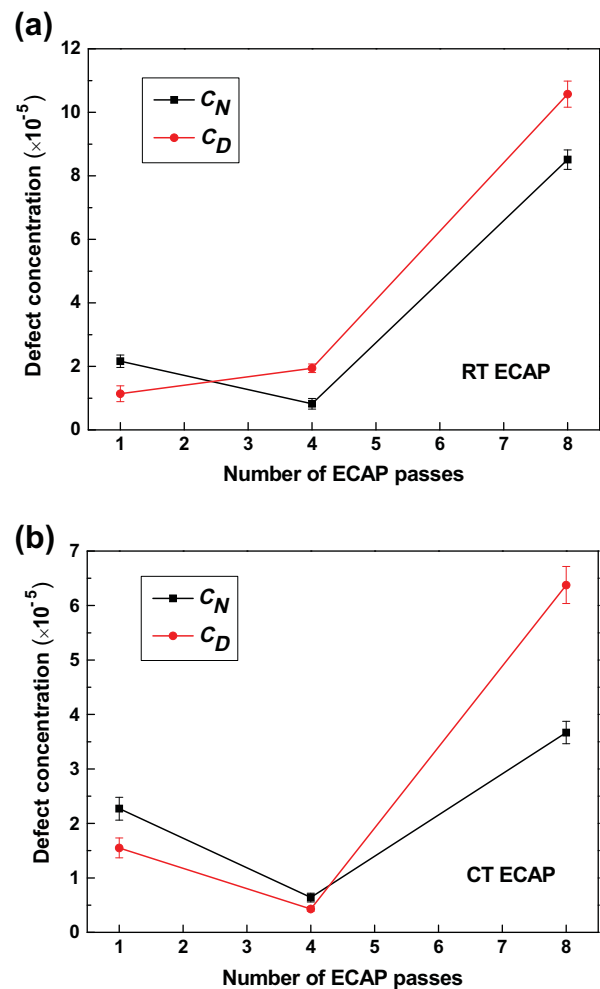 (a)
12
10
8
6
4
2
0
Defect concentration (×10⁻⁵)
C_N
C_D
RT ECAP
1 2 3 4 5 6 7 8
Number of ECAP passes
(b)
7
6
5
4
3
2
1
0
Defect concentration (×10⁻⁵)
C_N
C_D
CT ECAP
1 2 3 4 5 6 7 8
Number of ECAP passes